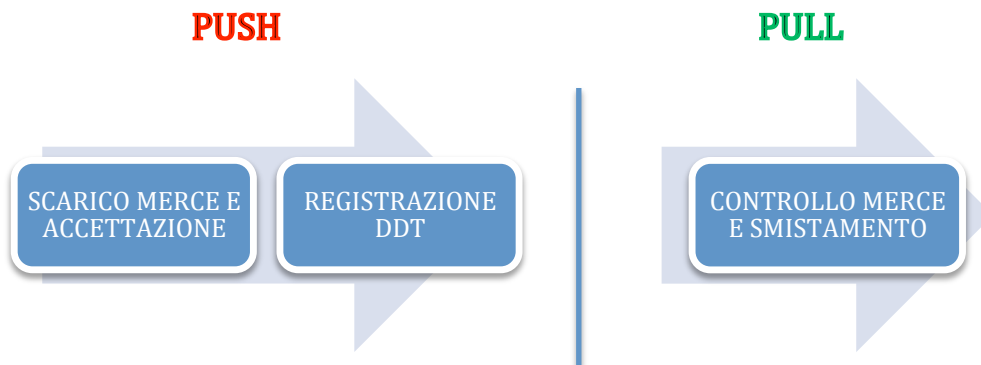 PUSH
PULL
SCARICO MERCE E
ACCETTAZIONE
REGISTRAZIONE
DDT
CONTROLLO MERCE
E SMISTAMENTO